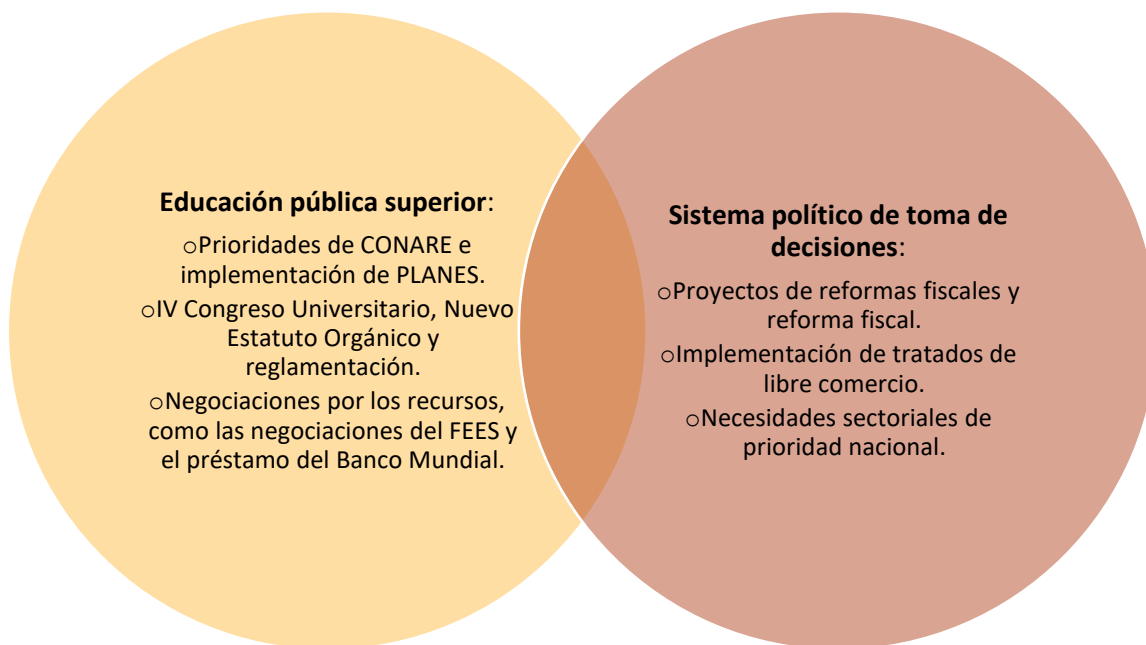 Educación pública superior:
oPrioridades de CONARE e
implementación de PLANES.
oIV Congreso Universitario, Nuevo
Estatuto Orgánico y
reglamentación.
oNegociaciones por los recursos,
como las negociaciones del FEES y
el préstamo del Banco Mundial.
Sistema político de toma de
decisiones:
oProyectos de reformas fiscales y
reforma fiscal.
oImplementación de tratados de
libre comercio.
oNecesidades sectoriales de
prioridad nacional.